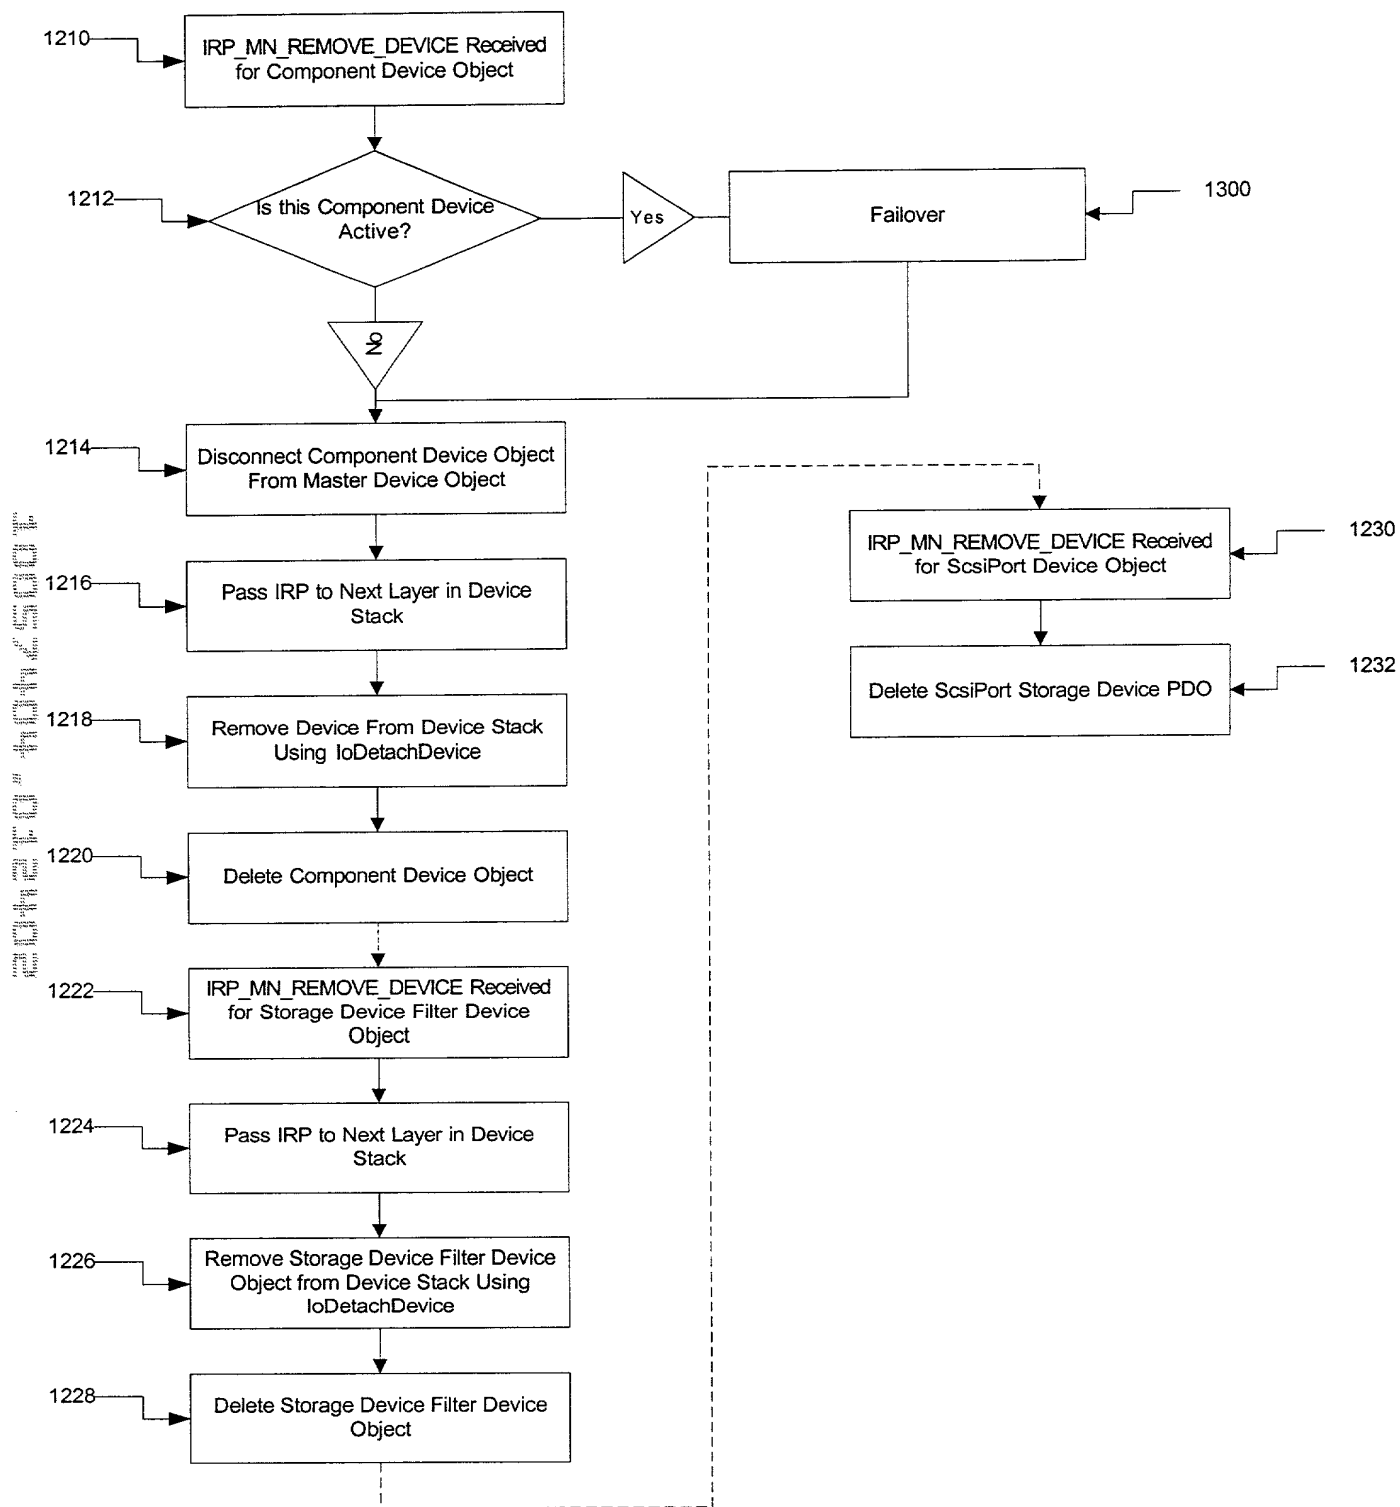 1210
IRP_MN_REMOVE_DEVICE Received
for Component Device Object
1212
Is this Component Device
Active?
Yes
Failover
1300
No
1214
Disconnect Component Device Object
From Master Device Object
1216
Pass IRP to Next Layer in Device
Stack
1218
Remove Device From Device Stack
Using IoDetachDevice
1220
Delete Component Device Object
1222
IRP_MN_REMOVE_DEVICE Received
for Storage Device Filter Device
Object
1224
Pass IRP to Next Layer in Device
Stack
1226
Remove Storage Device Filter Device
Object from Device Stack Using
IoDetachDevice
1228
Delete Storage Device Filter Device
Object
IRP_MN_REMOVE_DEVICE Received
for ScsiPort Device Object
1230
Delete ScsiPort Storage Device PDO
1232